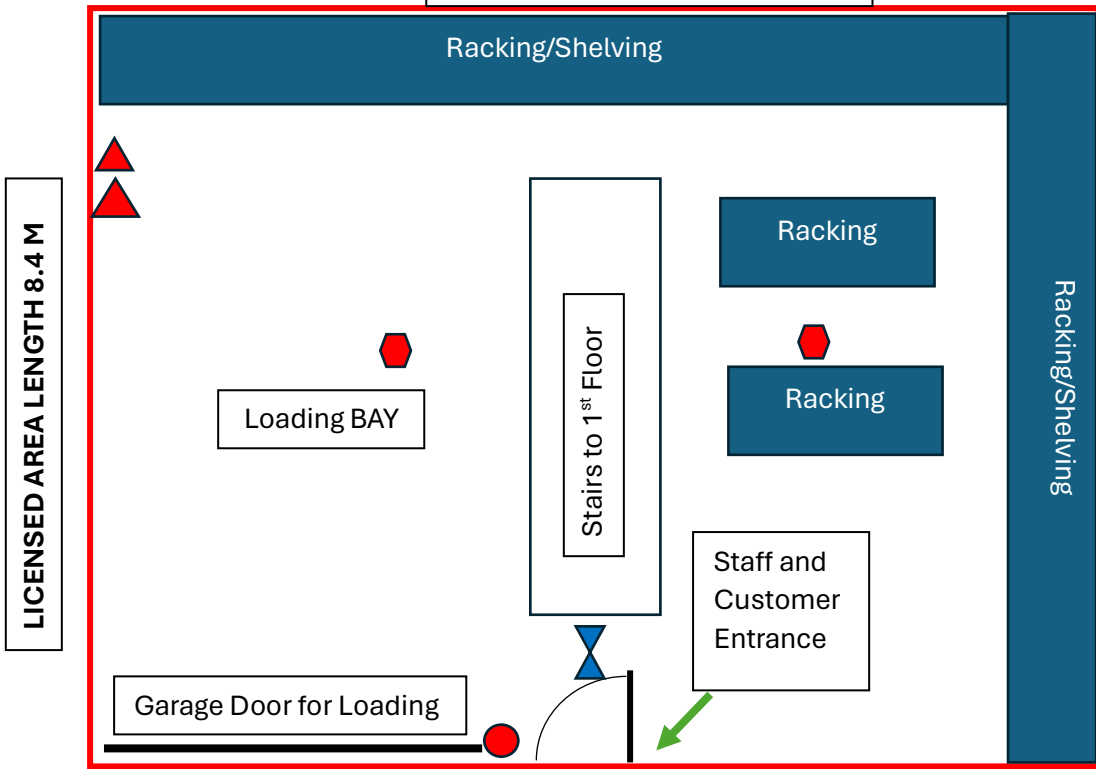 Racking/Shelving
LICENSED AREA LENGTH 8.4 M
Racking
Stairs to 1st Floor
Racking
Racking/Shelving
Loading BAY
Staff and
Customer
Entrance
Garage Door for Loading